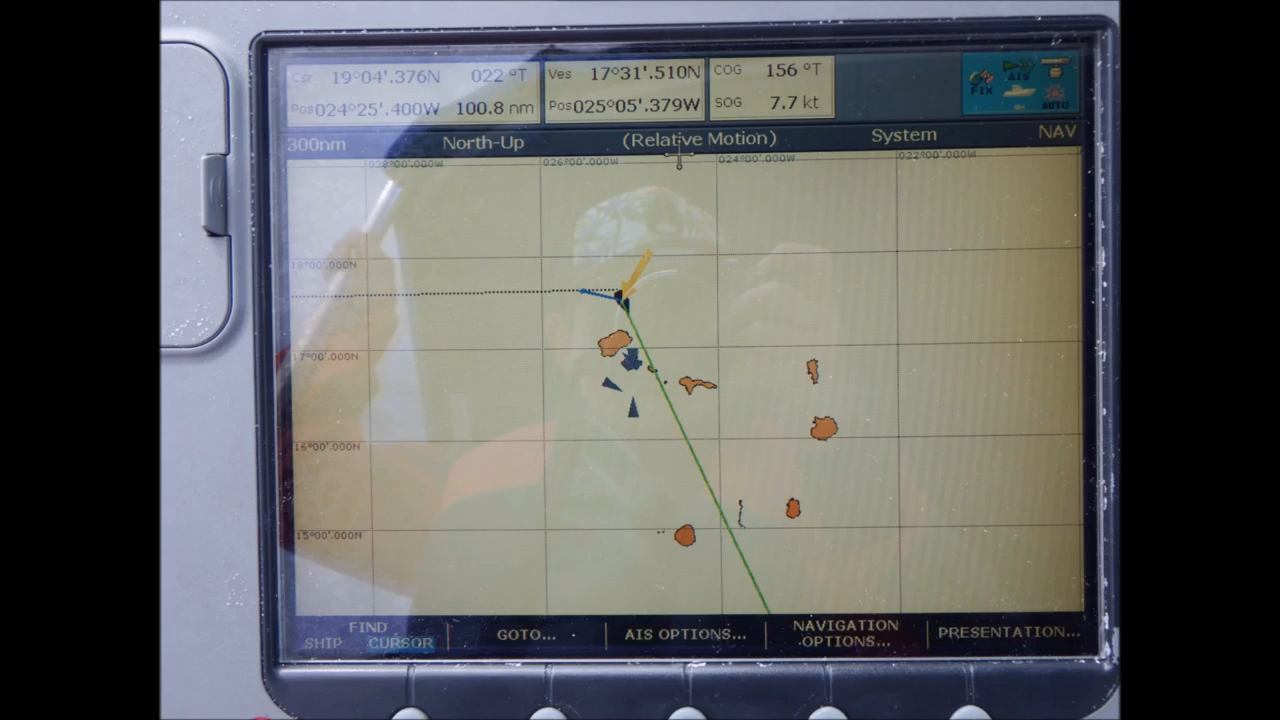 Csr 19°04'.376N 022 °T
Pos 024°25'.400W 100.8 nm
Ves 17°31'.510N
Pos 025°05'.379W
COG 156 °T
SOG 7.7 kt
FIX
AIS
AUTO
300nm North-Up (Relative Motion) System NAV
028°00'.000W 026°00'.000W 024°00'.000W 022°00'.000W
18°00'.000N
17°00'.000N
16°00'.000N
15°00'.000N
FIND
SHIP CURSOR
GOTO...
AIS OPTIONS...
NAVIGATION
OPTIONS...
PRESENTATION...